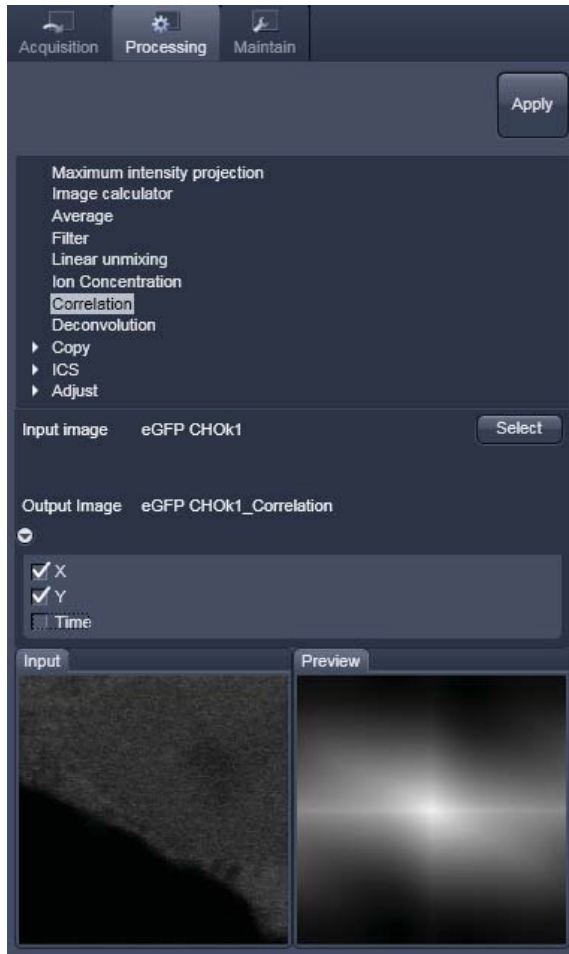 Acquisition Processing Maintain
Apply
Maximum intensity projection
Image calculator
Average
Filter
Linear unmixing
Ion Concentration
Correlation
Deconvolution
Copy
ICS
Adjust
Input image eGFP CHOk1 Select
Output Image eGFP CHOk1_Correlation
X
Y
Time
Input Preview